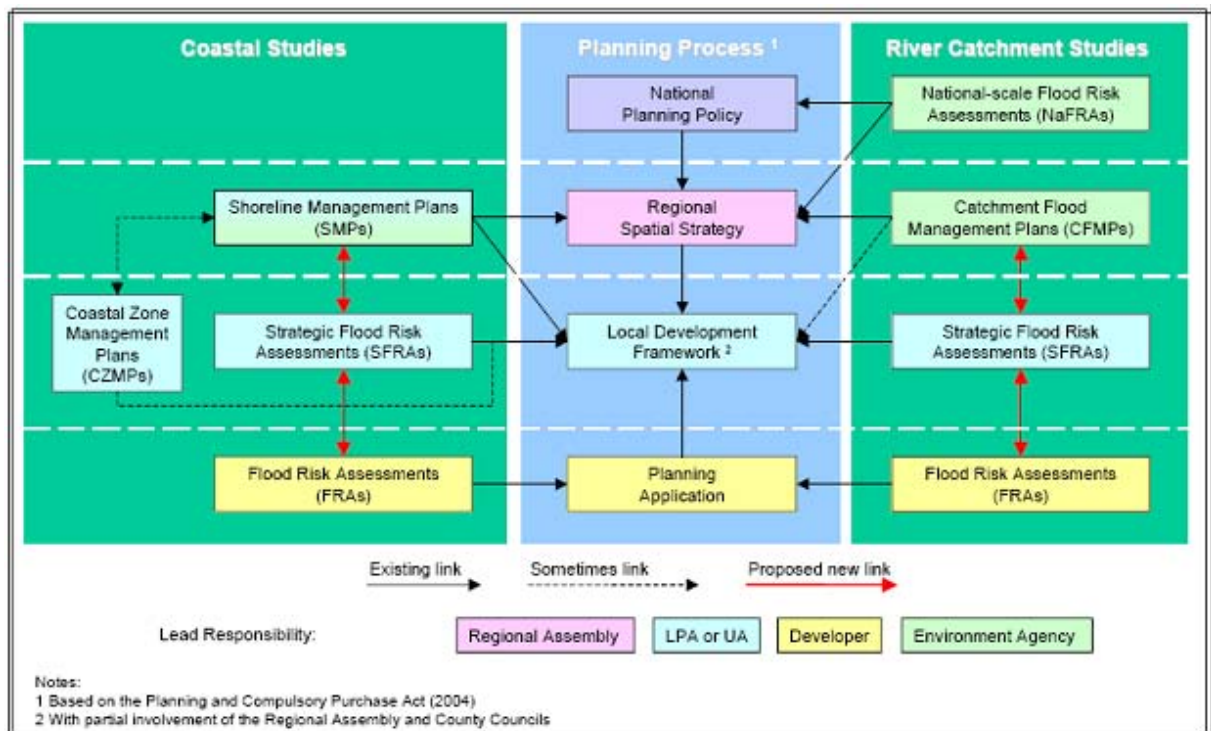 Coastal Studies
Planning Process 1
River Catchment Studies
National
Planning Policy
National-scale Flood Risk
Assessments (NaFRAs)
Shoreline Management Plans
(SMPs)
Regional
Spatial Strategy
Catchment Flood
Management Plans (CFMPs)
Coastal Zone
Management
Plans
(CZMPs)
Strategic Flood Risk
Assessments (SFRAs)
Local Development
Framework 2
Strategic Flood Risk
Assessments (SFRAs)
Flood Risk Assessments
(FRAs)
Planning
Application
Flood Risk Assessments
(FRAs)
Existing link
Sometimes link
Proposed new link
Lead Responsibility:
Regional Assembly
LPA or UA
Developer
Environment Agency
Notes:
1 Based on the Planning and Compulsory Purchase Act (2004)
2 With partial involvement of the Regional Assembly and County Councils